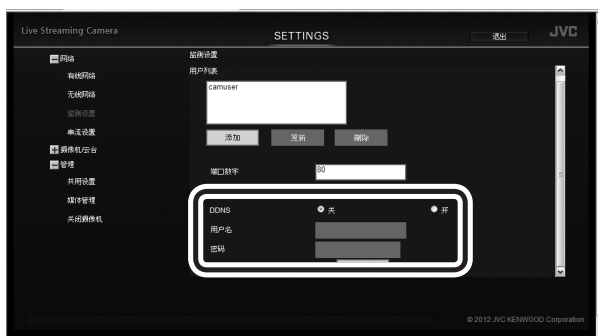 Live Streaming Camera
SETTINGS
退出
JVC
网络
有线网络
无线网络
监测设置
串流设置
摄像机/云台
管理
共用设置
媒体管理
关闭摄像机
监测设置
用户列表
camuser
添加 更新 删除
端口数字 80
DDNS 关 开
用户名
密码
© 2012 JVC KENWOOD Corporation